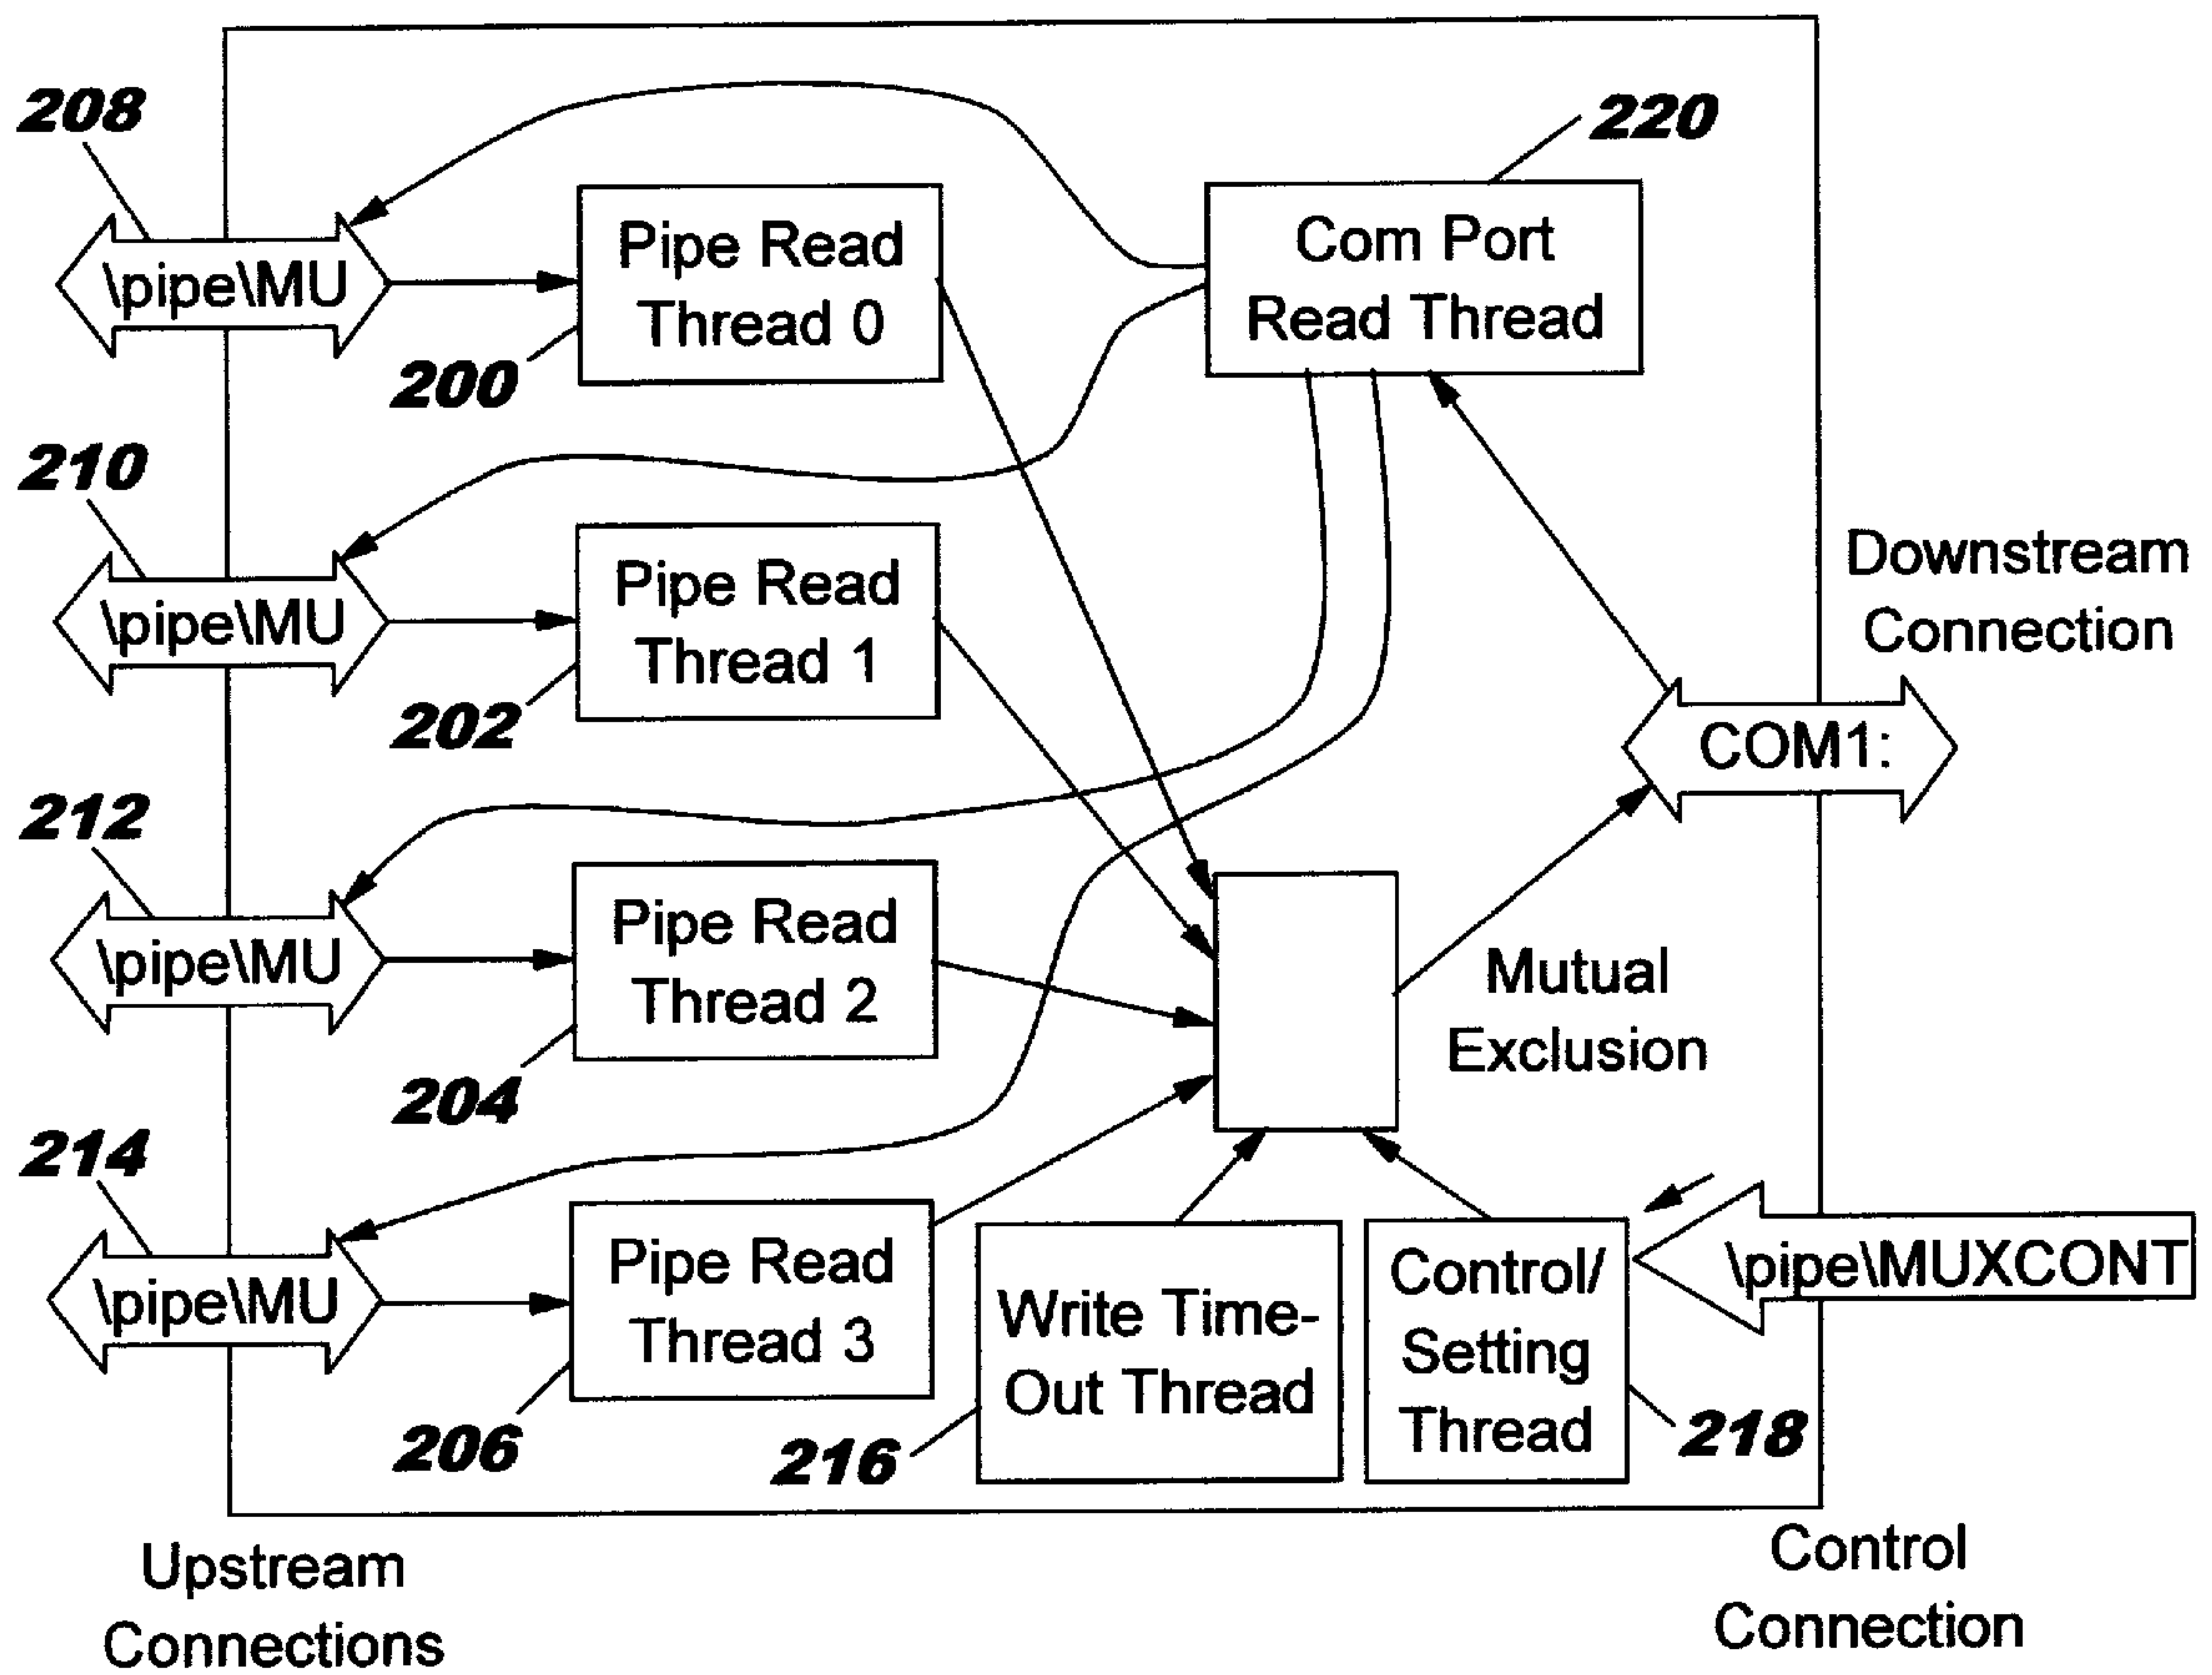 208
220
\pipe\MU
Pipe Read
Thread 0
200
Com Port
Read Thread
210
\pipe\MU
Pipe Read
Thread 1
202
Downstream
Connection
COM1:
212
\pipe\MU
Pipe Read
Thread 2
204
Mutual
Exclusion
214
\pipe\MU
Pipe Read
Thread 3
206
Write Time-
Out Thread
216
Control/
Setting
Thread
218
\pipe\MUXCONT
Upstream
Connections
Control
Connection